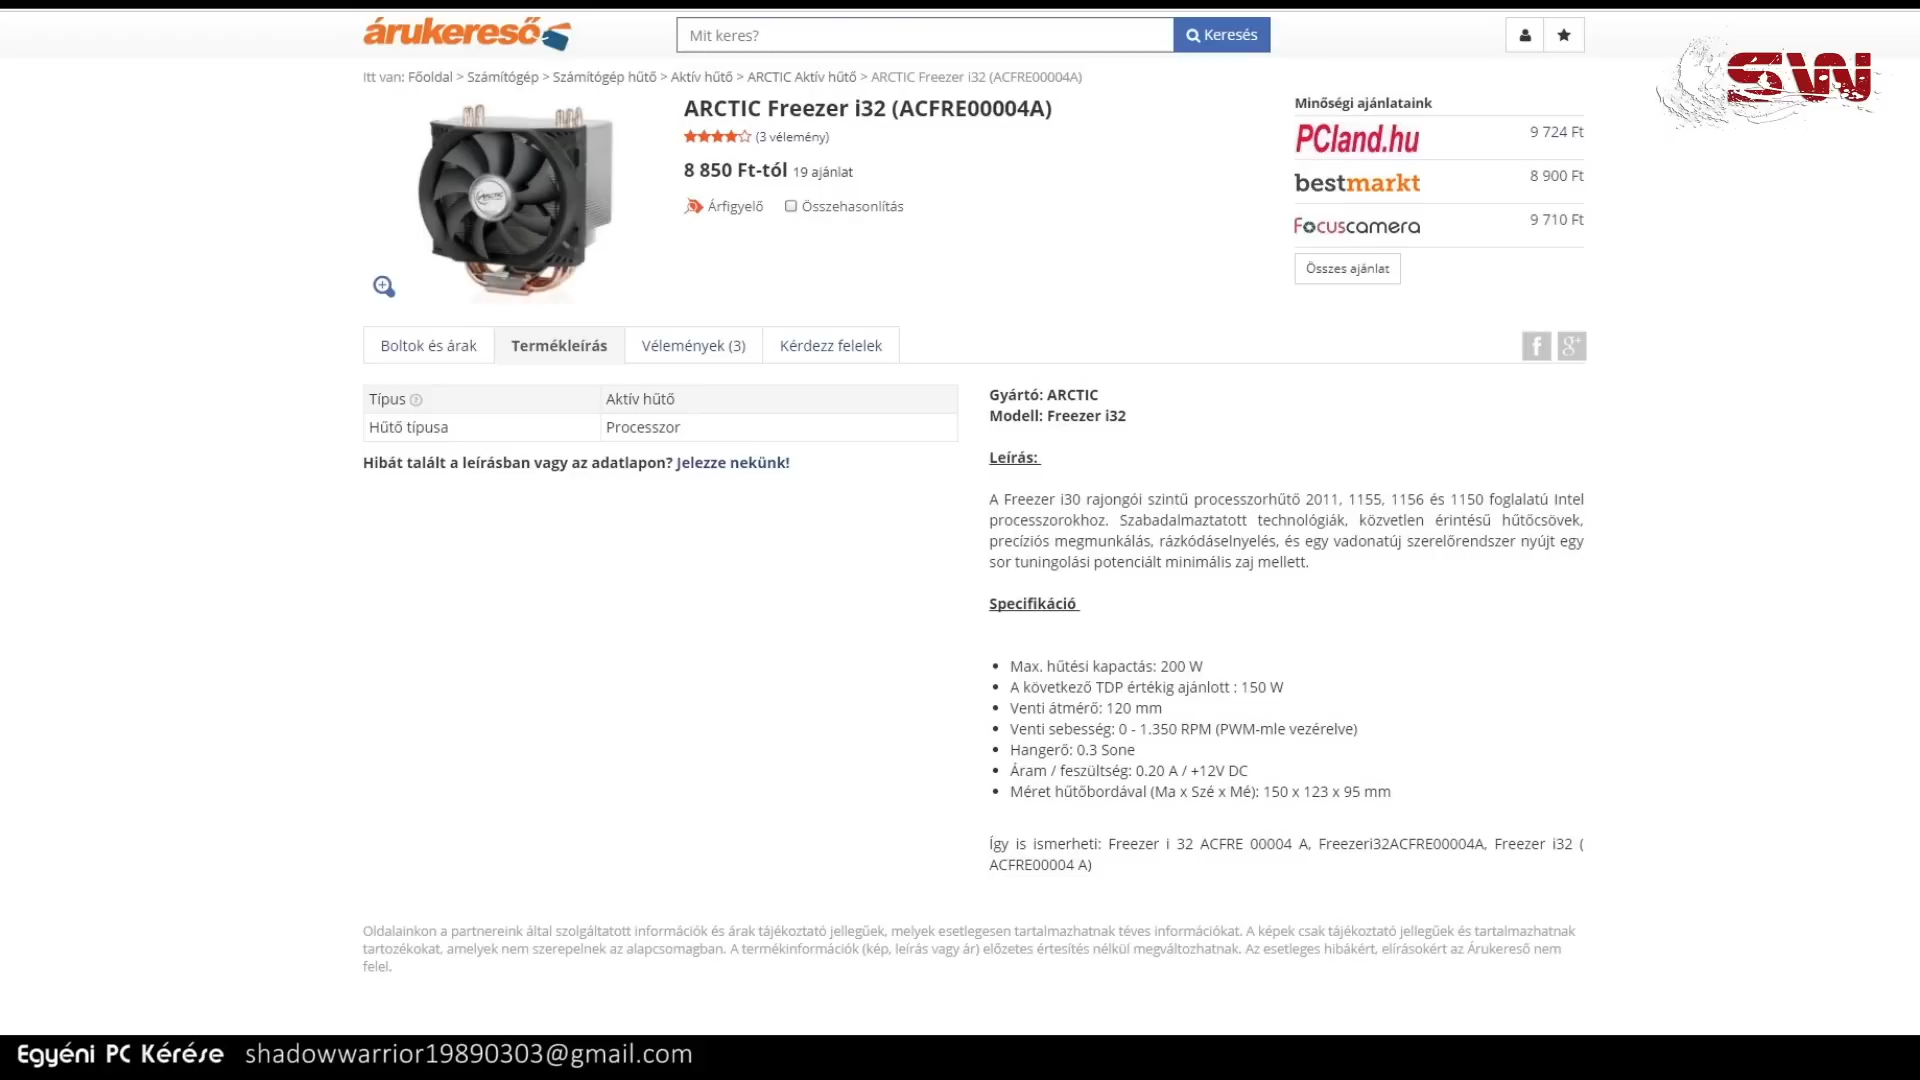 árukereső
Mit keres?
Keresés
SW
Itt van: Főoldal > Számítógép > Számítógép hűtő > Aktív hűtő > ARCTIC Aktív hűtő > ARCTIC Freezer i32 (ACFRE00004A)
ARCTIC Freezer i32 (ACFRE00004A)
(3 vélemény)
8 850 Ft-tól 19 ajánlat
Árfigyelő Összehasonlítás
ARCTIC
Minőségi ajánlataink
PCland.hu 9 724 Ft
bestmarkt 8 900 Ft
Focuscamera 9 710 Ft
Összes ajánlat
Boltok és árak Termékleírás Vélemények (3) Kérdezz felelek
f g+
Típus ? Aktív hűtő
Hűtő típusa Processzor
Hibát talált a leírásban vagy az adatlapon? Jelezze nekünk!
Gyártó: ARCTIC
Modell: Freezer i32
Leírás:
A Freezer i30 rajongói szintű processzorhűtő 2011, 1155, 1156 és 1150 foglalatú Intel
processzorokhoz. Szabadalmaztatott technológiák, közvetlen érintésű hűtőcsövek,
precíziós megmunkálás, rázkódáselnyelés, és egy vadonatúj szerelőrendszer nyújt egy
sor tuningolási potenciált minimális zaj mellett.
Specifikáció
• Max. hűtési kapactás: 200 W
• A következő TDP értékig ajánlott : 150 W
• Venti átmérő: 120 mm
• Venti sebesség: 0 - 1.350 RPM (PWM-mle vezérelve)
• Hangerő: 0.3 Sone
• Áram / feszültség: 0.20 A / +12V DC
• Méret hűtőbordával (Ma x Szé x Mé): 150 x 123 x 95 mm
Így is ismerheti: Freezer i 32 ACFRE 00004 A, Freezeri32ACFRE00004A, Freezer i32 (
ACFRE00004 A)
Oldalainkon a partnereink által szolgáltatott információk és árak tájékoztató jellegűek, melyek esetlegesen tartalmazhatnak téves információkat. A képek csak tájékoztató jellegűek és tartalmazhatnak
tartozékokat, amelyek nem szerepelnek az alapcsomagban. A termékinformációk (kép, leírás vagy ár) előzetes értesítés nélkül megváltozhatnak. Az esetleges hibákért, elírásokért az Árukereső nem
felel.
Egyéni PC Kérése shadowwarrior19890303@gmail.com